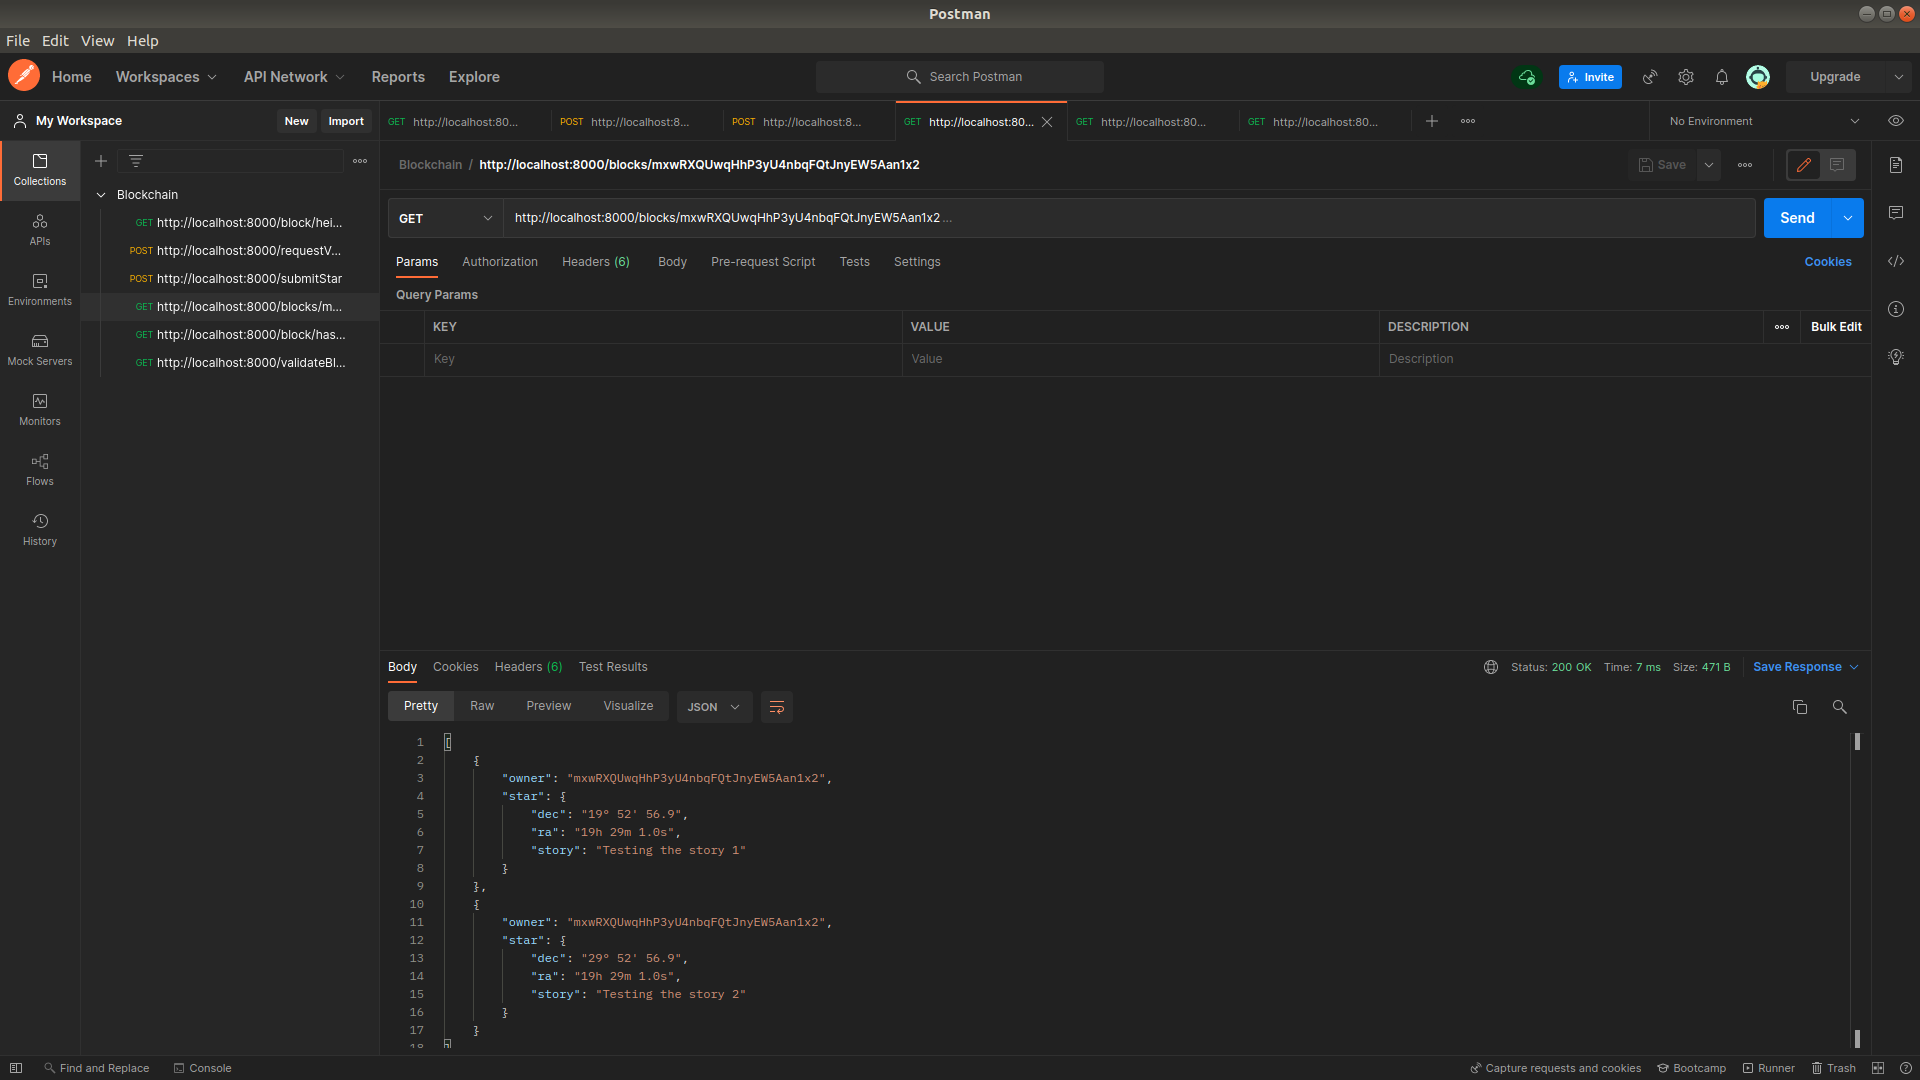 Postman
File Edit View Help
Home Workspaces API Network Reports Explore Search Postman Invite Upgrade
My Workspace New Import GET http://localhost:80... POST http://localhost:8... POST http://localhost:8... GET http://localhost:80... GET http://localhost:80... GET http://localhost:80... No Environment
Collections
APIs
Environments
Mock Servers
Monitors
Flows
History
Blockchain
GET http://localhost:8000/block/hei...
POST http://localhost:8000/requestV...
POST http://localhost:8000/submitStar
GET http://localhost:8000/blocks/m...
GET http://localhost:8000/block/has...
GET http://localhost:8000/validateBl...
Blockchain / http://localhost:8000/blocks/mxwRXQUwqHhP3yU4nbqFQtJnyEW5Aan1x2 Save
GET http://localhost:8000/blocks/mxwRXQUwqHhP3yU4nbqFQtJnyEW5Aan1x2 ... Send
Params Authorization Headers (6) Body Pre-request Script Tests Settings Cookies
Query Params
KEY VALUE DESCRIPTION Bulk Edit
Key Value Description
Body Cookies Headers (6) Test Results Status: 200 OK Time: 7 ms Size: 471 B Save Response
Pretty Raw Preview Visualize JSON
1 [
2 {
3 "owner": "mxwRXQUwqHhP3yU4nbqFQtJnyEW5Aan1x2",
4 "star": {
5 "dec": "19° 52' 56.9",
6 "ra": "19h 29m 1.0s",
7 "story": "Testing the story 1"
8 }
9 },
10 {
11 "owner": "mxwRXQUwqHhP3yU4nbqFQtJnyEW5Aan1x2",
12 "star": {
13 "dec": "29° 52' 56.9",
14 "ra": "19h 29m 1.0s",
15 "story": "Testing the story 2"
16 }
17 }
18 ]
Find and Replace Console Capture requests and cookies Bootcamp Runner Trash